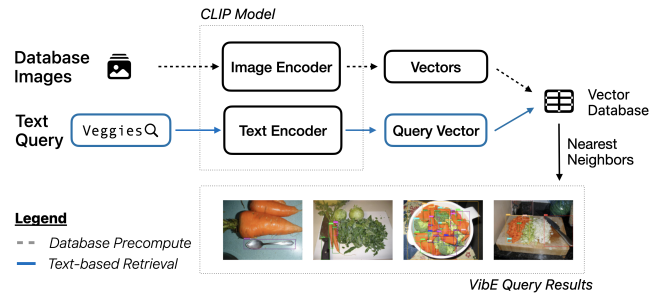 CLIP Model
Database
Images
Image Encoder
Vectors
Vector
Database
Text
Query
Veggies
Text Encoder
Query Vector
Nearest
Neighbors
Legend
Database Precompute
Text-based Retrieval
VibE Query Results